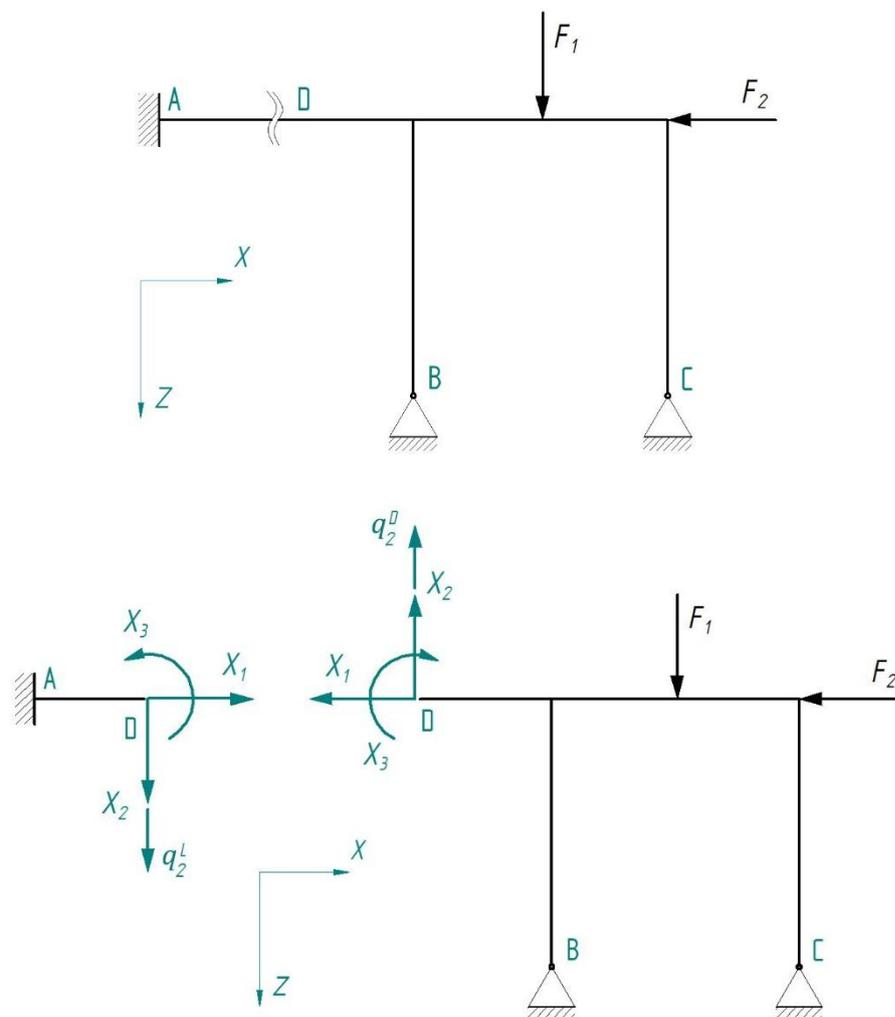 F₁
A D F₂
X
Z
B C
q₂ᴰ
X₂
X₃ F₁
A X₁ X₁ F₂
D D
X₃
X₂
q₂ᴸ
X
B C
Z